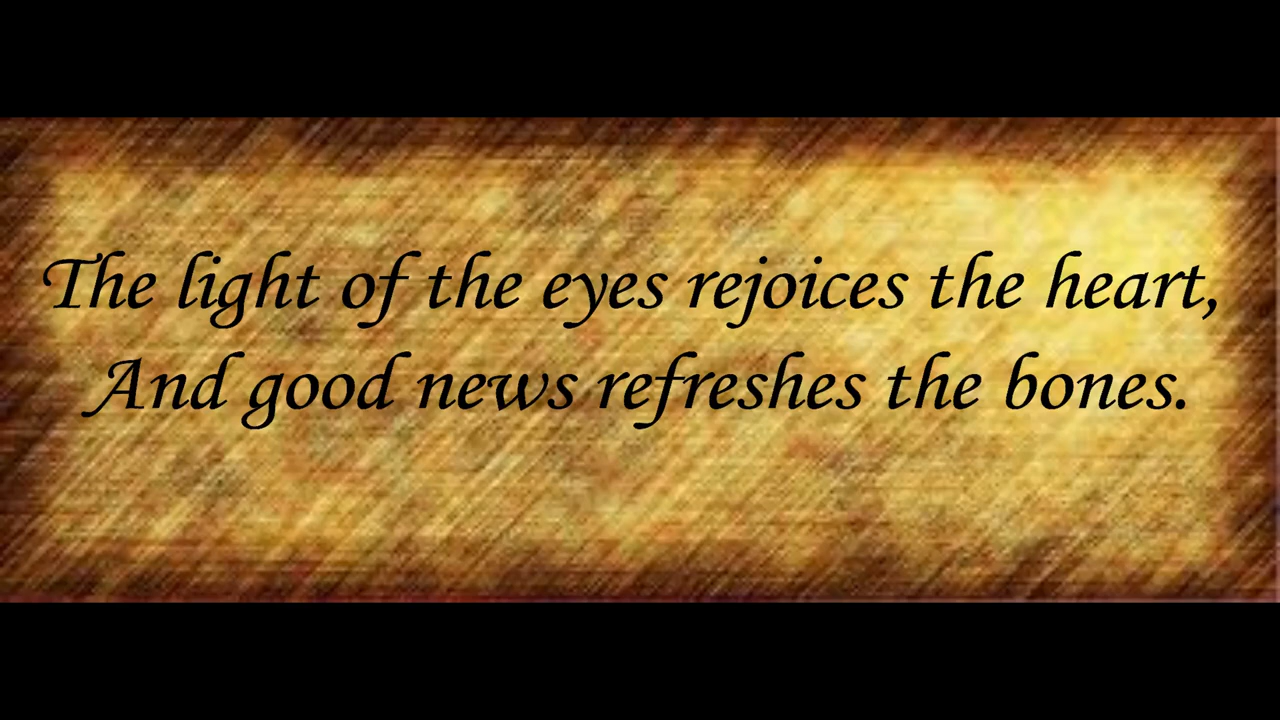 The light of the eyes rejoices the heart,
And good news refreshes the bones.